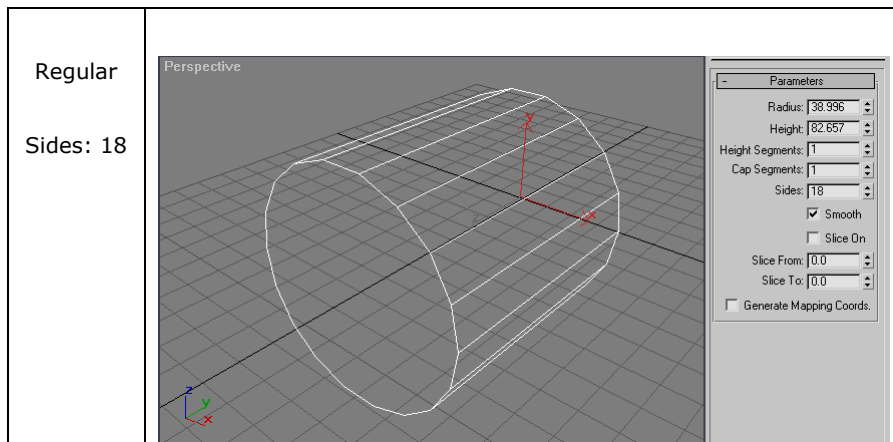 Regular
Sides: 18
Perspective
y
x
z
y
x
- Parameters
Radius: 38.996
Height: 82.657
Height Segments: 1
Cap Segments: 1
Sides: 18
Smooth
Slice On
Slice From: 0.0
Slice To: 0.0
Generate Mapping Coords.